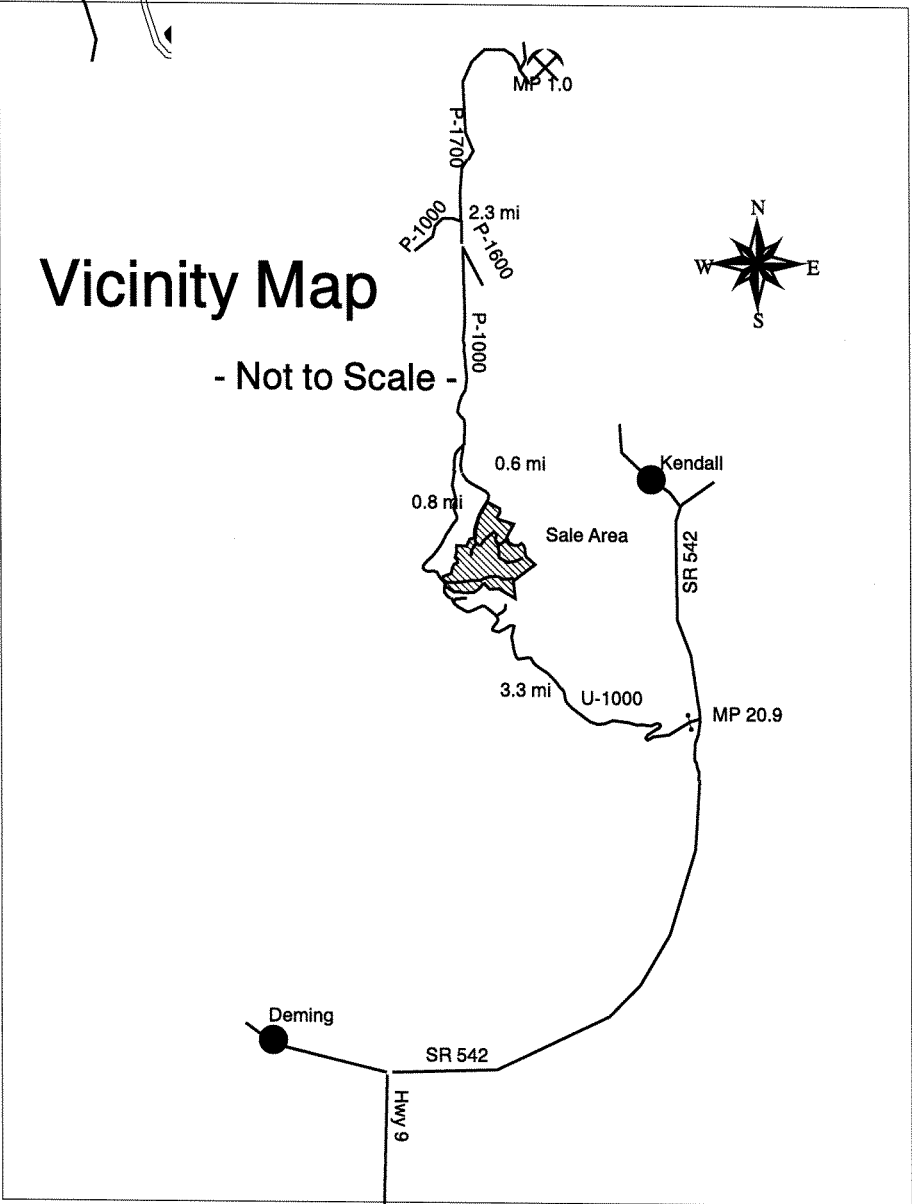 MP 1.0
P-1700
P-1000
2.3 mi
P-1600
N
W
E
S
Vicinity Map
P-1000
- Not to Scale -
0.6 mi
Kendall
0.8 mi
Sale Area
SR 542
3.3 mi
U-1000
MP 20.9
Deming
SR 542
Hwy 9